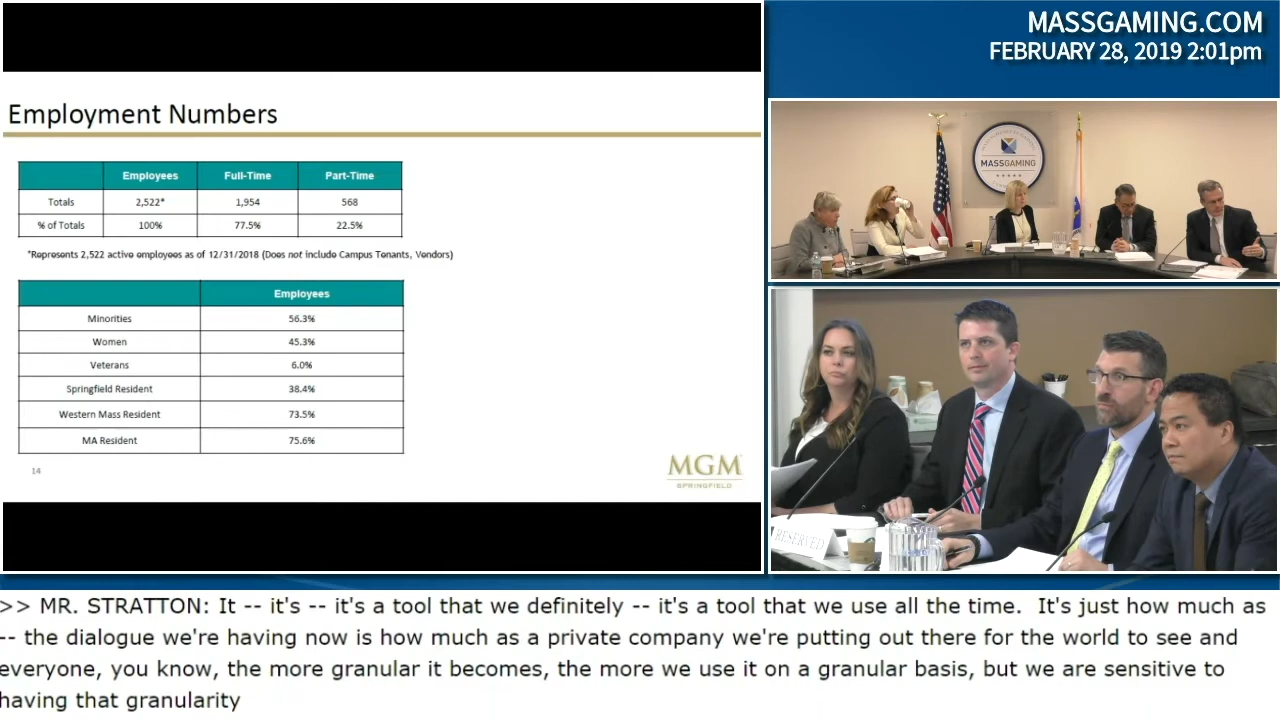 MASSGAMING.COM
FEBRUARY 28, 2019 2:01pm
Employment Numbers
Employees Full-Time Part-Time
Totals 2,522* 1,954 568
% of Totals 100% 77.5% 22.5%
*Represents 2,522 active employees as of 12/31/2018 (Does not include Campus Tenants, Vendors)
Employees
Minorities 56.3%
Women 45.3%
Veterans 6.0%
Springfield Resident 38.4%
Western Mass Resident 73.5%
MA Resident 75.6%
14
MGM
SPRINGFIELD
MASSGAMING
RESERVED
>> MR. STRATTON: It -- it's -- it's a tool that we definitely -- it's a tool that we use all the time. It's just how much as
-- the dialogue we're having now is how much as a private company we're putting out there for the world to see and
everyone, you know, the more granular it becomes, the more we use it on a granular basis, but we are sensitive to
having that granularity